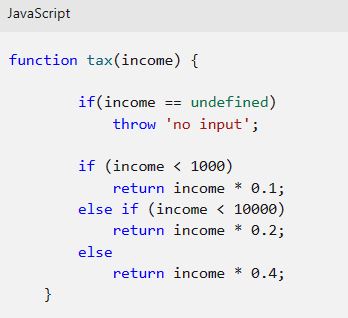 JavaScript
function tax(income) {
if(income == undefined)
throw 'no input';
if (income < 1000)
return income * 0.1;
else if (income < 10000)
return income * 0.2;
else
return income * 0.4;
}